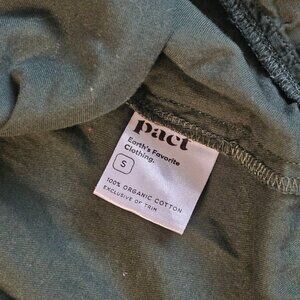 pact
Earth's Favorite
Clothing.
S
100% ORGANIC COTTON
EXCLUSIVE OF TRIM